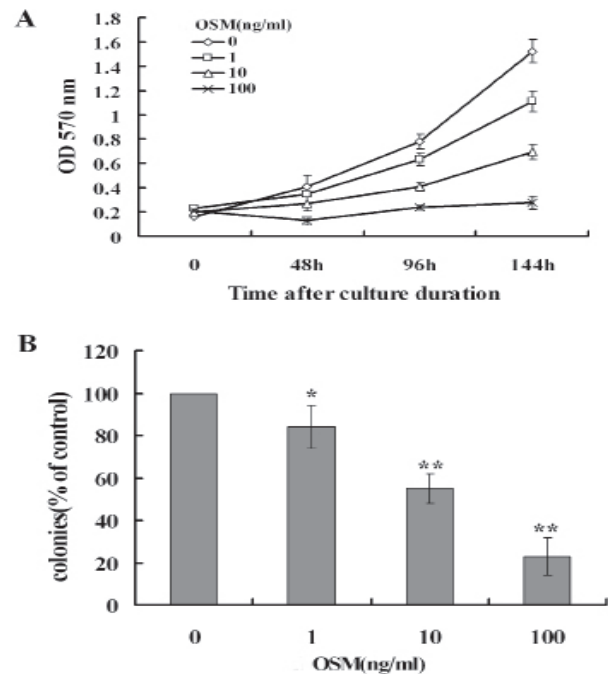 A
OSM(ng/ml)
0
1
10
100
1.8
1.6
1.4
1.2
1
0.8
0.6
0.4
0.2
0
OD 570 nm
0 48h 96h 144h
Time after culture duration
B
120
100
80
60
40
20
0
colonies(% of control)
*
**
**
0 1 10 100
OSM(ng/ml)